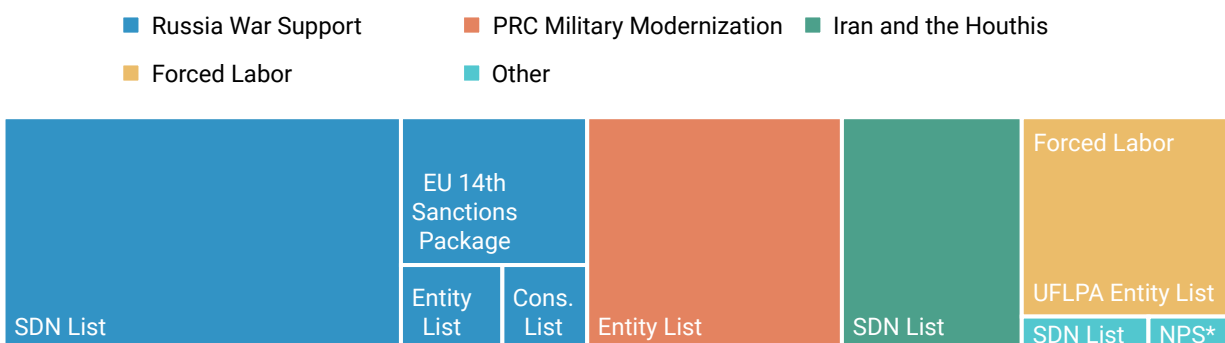 Russia War Support
PRC Military Modernization
Iran and the Houthis
Forced Labor
Other
SDN List
EU 14th
Sanctions
Package
Entity
List
Cons.
List
Entity List
SDN List
Forced Labor
UFLPA Entity List
SDN List
NPS*